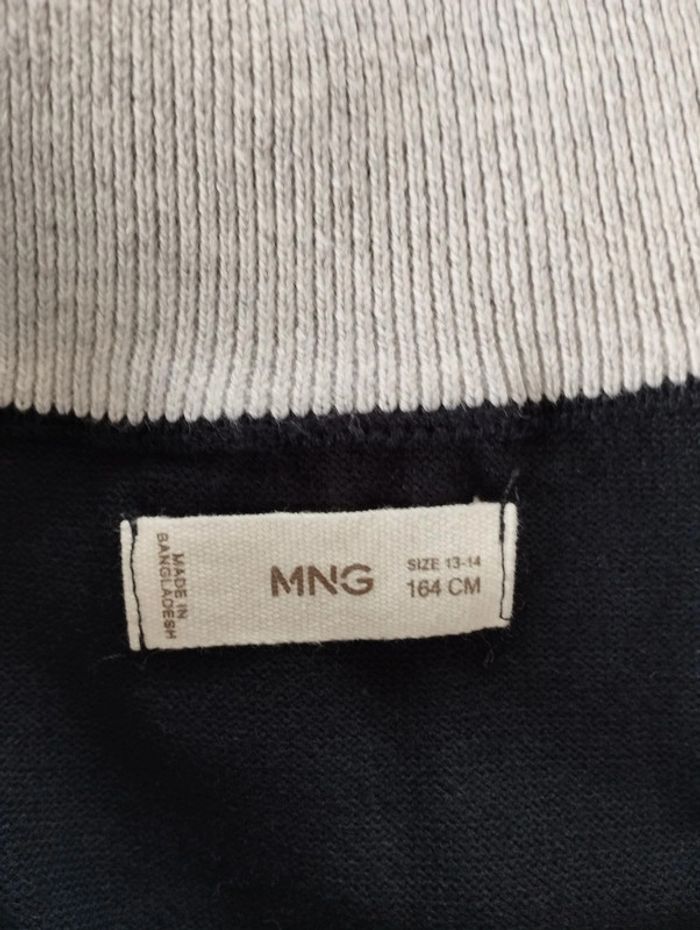 MADE IN
BANGLADESH
MNG
SIZE 13-14
164 CM